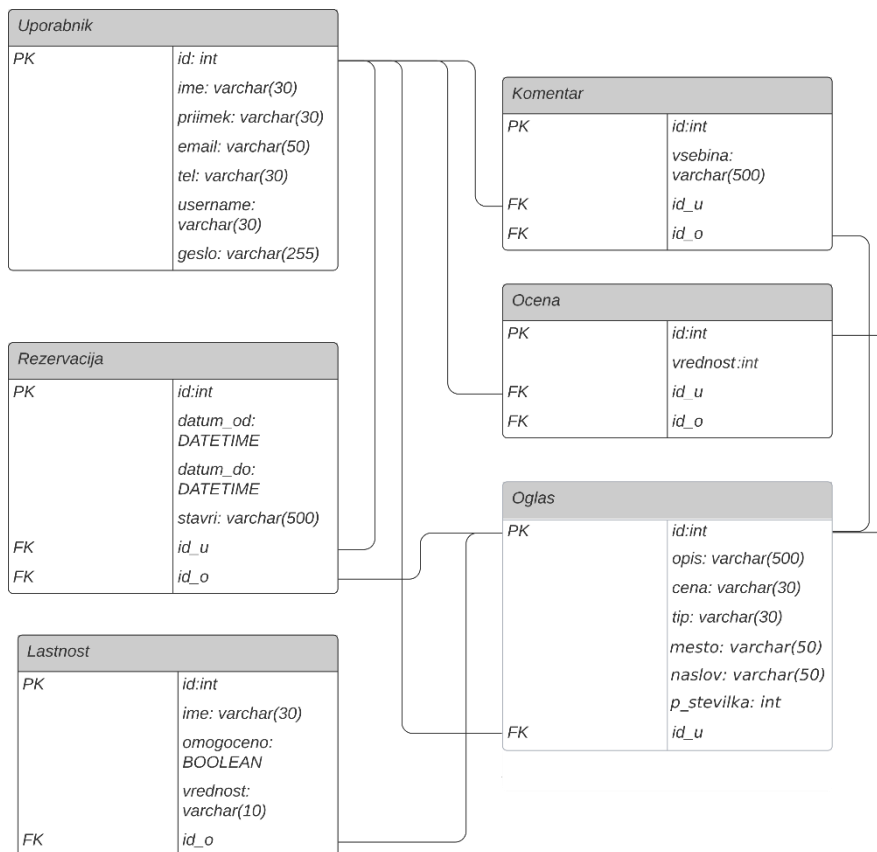 Uporabnik
PK id: int
ime: varchar(30)
priimek: varchar(30)
email: varchar(50)
tel: varchar(30)
username:
varchar(30)
geslo: varchar(255)
Komentar
PK id:int
vsebina:
varchar(500)
FK id_u
FK id_o
Ocena
PK id:int
vrednost:int
FK id_u
FK id_o
Rezervacija
PK id:int
datum_od:
DATETIME
datum_do:
DATETIME
stavri: varchar(500)
FK id_u
FK id_o
Oglas
PK id:int
opis: varchar(500)
cena: varchar(30)
tip: varchar(30)
mesto: varchar(50)
naslov: varchar(50)
p_stevilka: int
FK id_u
Lastnost
PK id:int
ime: varchar(30)
omogoceno:
BOOLEAN
vrednost:
varchar(10)
FK id_o